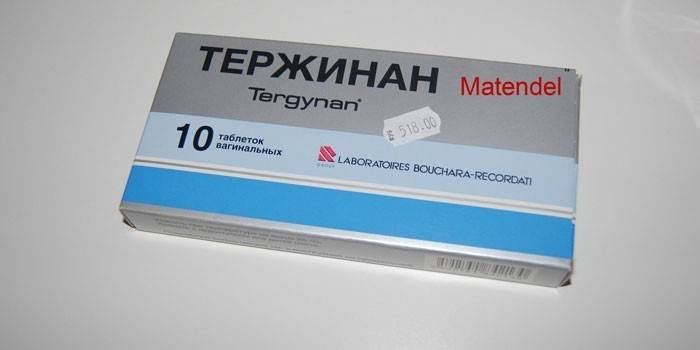 ТЕРЖИНАН
Matendel
Tergynan®
518.00
10 таблеток
вагинальных
LABORATOIRES BOUCHARA-RECORDATI